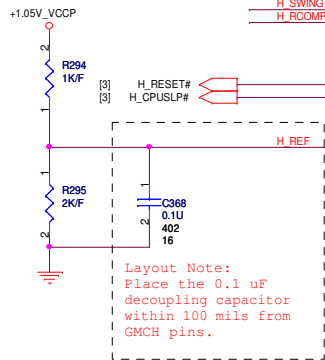 H_SWING
H_RCOMP
+1.05V_VCCP
2
R294
1K/F
1
[3] H_RESET#
[3] H_CPUSLP#
H_REF
1
R295
2K/F
2
1
C368
0.1U
402
16
2
Layout Note:
Place the 0.1 uF
decoupling capacitor
within 100 mils from
GMCH pins.